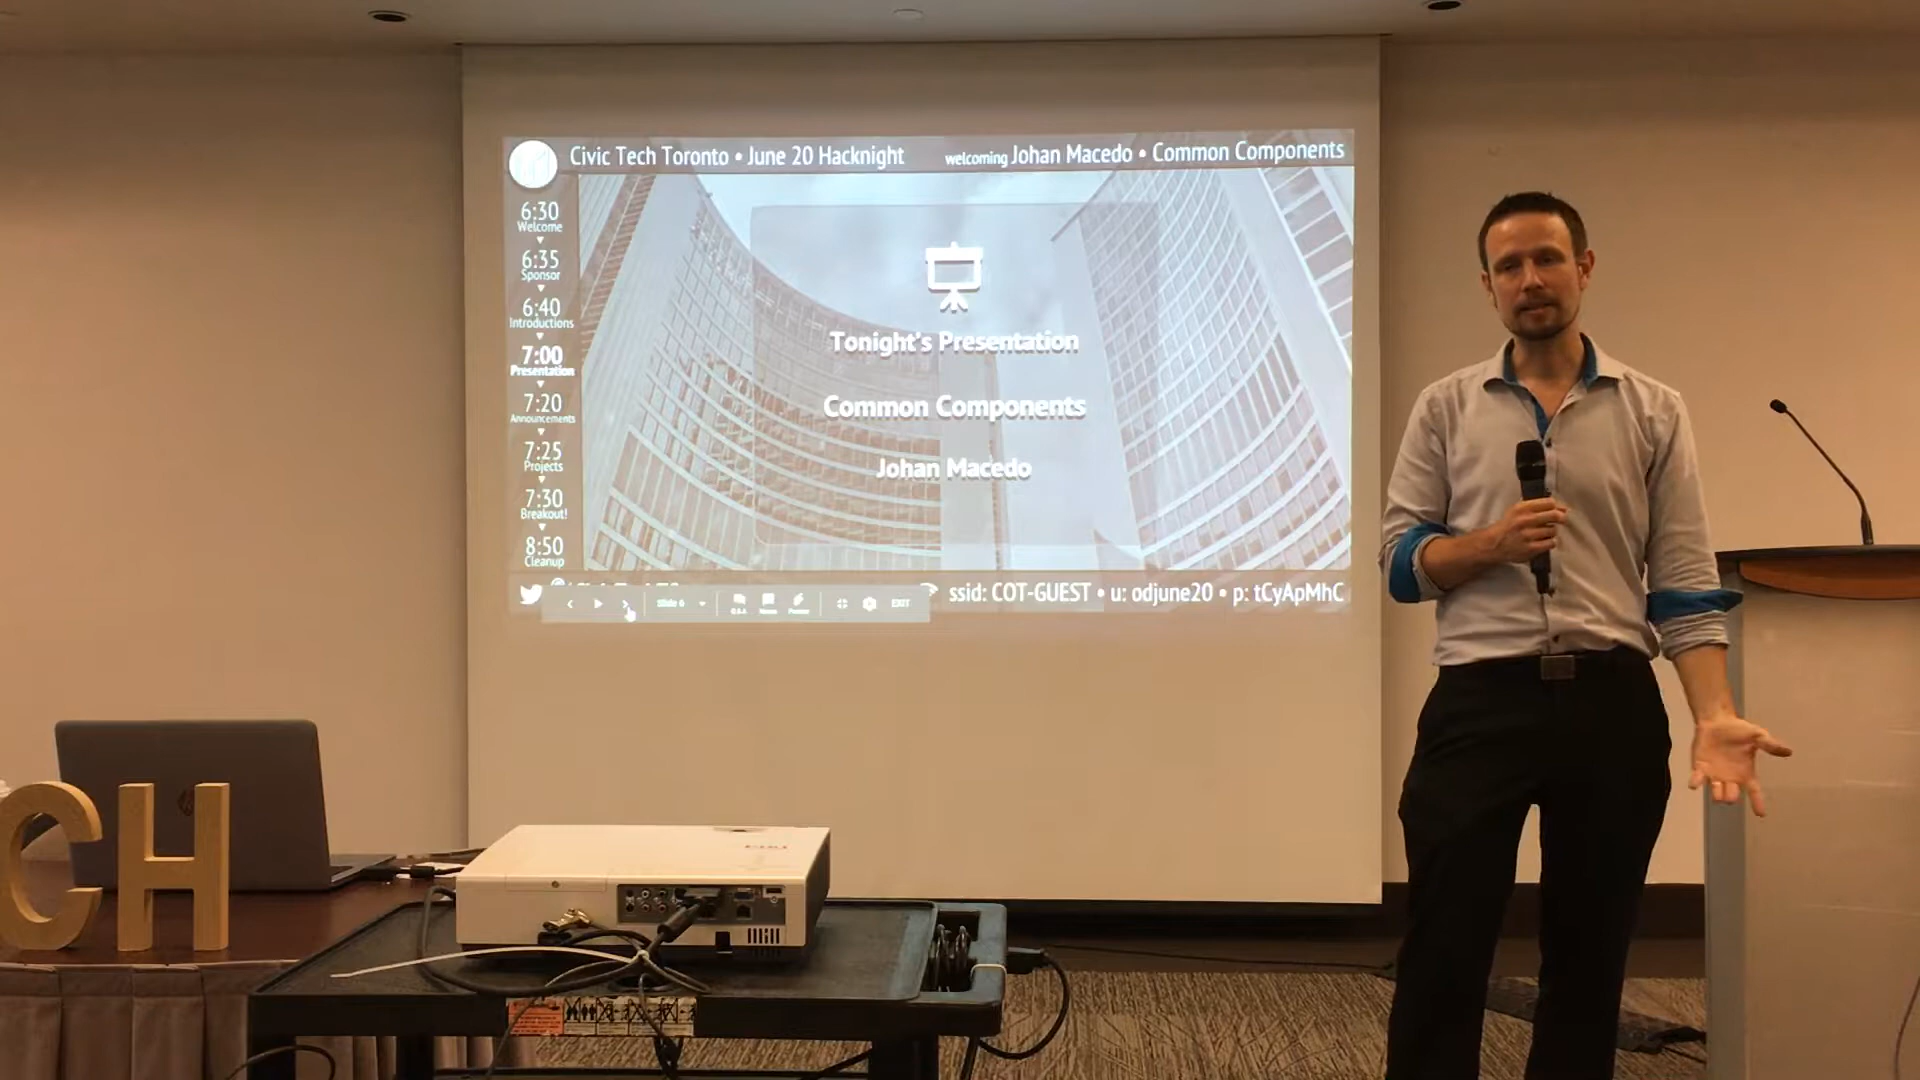 Civic Tech Toronto • June 20 Hacknight
welcoming Johan Macedo • Common Components
6:30
Welcome
6:35
Sponsor
6:40
Introductions
7:00
Presentation
7:20
Announcements
7:25
Projects
7:30
Breakout!
8:50
Cleanup
Tonight's Presentation
Common Components
Johan Macedo
Slide 6
EXIT
ssid: COT-GUEST • u: odjune20 • p: tCyApMhC
CH